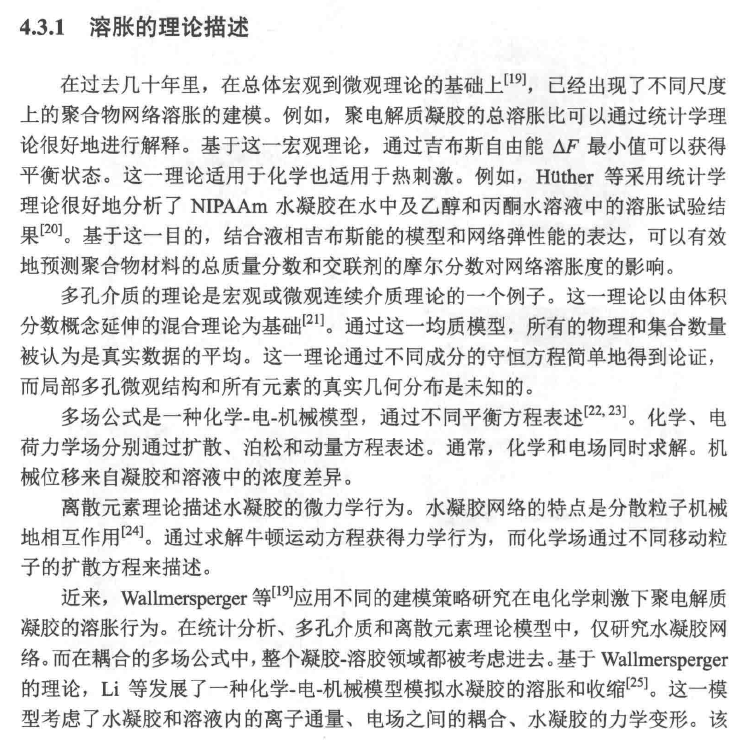 4.3.1 溶胀的理论描述
在过去几十年里，在总体宏观到微观理论的基础上[19]，已经出现了不同尺度
上的聚合物网络溶胀的建模。例如，聚电解质凝胶的总溶胀比可以通过统计学理
论很好地进行解释。基于这一宏观理论，通过吉布斯自由能 ΔF 最小值可以获得
平衡状态。这一理论适用于化学也适用于热刺激。例如，Hüther 等采用统计学
理论很好地分析了 NIPAAm 水凝胶在水中及乙醇和丙酮水溶液中的溶胀试验结
果[20]。基于这一目的，结合液相吉布斯能的模型和网络弹性能的表达，可以有效
地预测聚合物材料的总质量分数和交联剂的摩尔分数对网络溶胀度的影响。
多孔介质的理论是宏观或微观连续介质理论的一个例子。这一理论以由体积
分数概念延伸的混合理论为基础[21]。通过这一均质模型，所有的物理和集合数量
被认为是真实数据的平均。这一理论通过不同成分的守恒方程简单地得到论证，
而局部多孔微观结构和所有元素的真实几何分布是未知的。
多场公式是一种化学-电-机械模型，通过不同平衡方程表述[22, 23]。化学、电
荷力学场分别通过扩散、泊松和动量方程表述。通常，化学和电场同时求解。机
械位移来自凝胶和溶液中的浓度差异。
离散元素理论描述水凝胶的微力学行为。水凝胶网络的特点是分散粒子机械
地相互作用[24]。通过求解牛顿运动方程获得力学行为，而化学场通过不同移动粒
子的扩散方程来描述。
近来，Wallmersperger 等[19]应用不同的建模策略研究在电化学刺激下聚电解质
凝胶的溶胀行为。在统计分析、多孔介质和离散元素理论模型中，仅研究水凝胶网
络。而在耦合的多场公式中，整个凝胶-溶胶领域都被考虑进去。基于 Wallmersperger
的理论，Li 等发展了一种化学-电-机械模型模拟水凝胶的溶胀和收缩[25]。这一模
型考虑了水凝胶和溶液内的离子通量、电场之间的耦合、水凝胶的力学变形。该